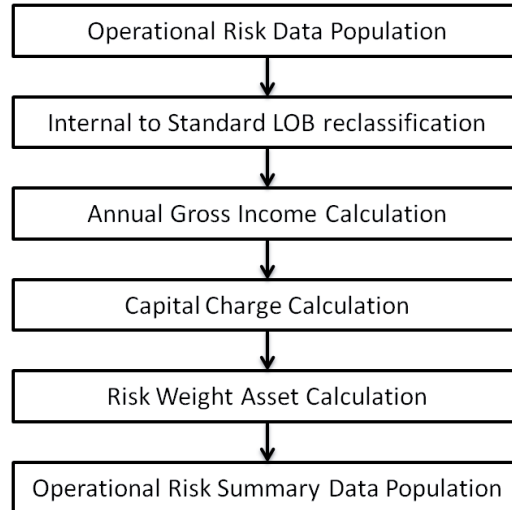 Operational Risk Data Population
Internal to Standard LOB reclassification
Annual Gross Income Calculation
Capital Charge Calculation
Risk Weight Asset Calculation
Operational Risk Summary Data Population